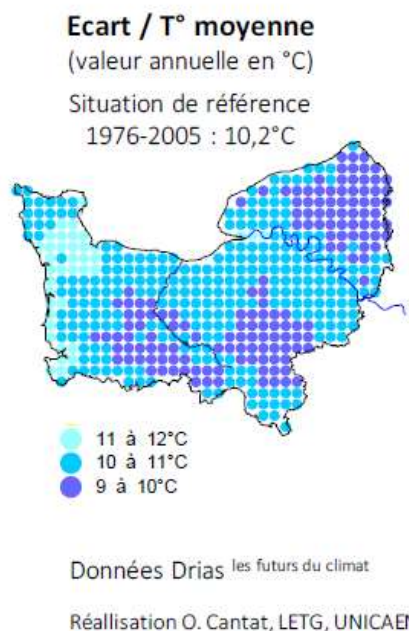 Ecart / T° moyenne
(valeur annuelle en °C)
Situation de référence
1976-2005 : 10,2°C
11 à 12°C
10 à 11°C
9 à 10°C
Données Drias les futurs du climat
Réallisation O. Cantat, LETG, UNICAEN